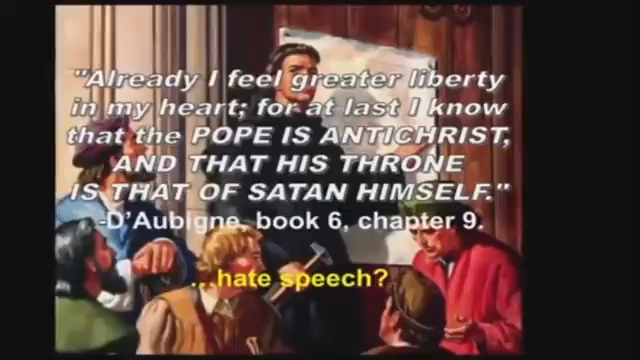 "Already I feel greater liberty
in my heart; for at last I know
that the POPE IS ANTICHRIST,
AND THAT HIS THRONE
IS THAT OF SATAN HIMSELF."
-D'Aubigne, book 6, chapter 9.
...hate speech?